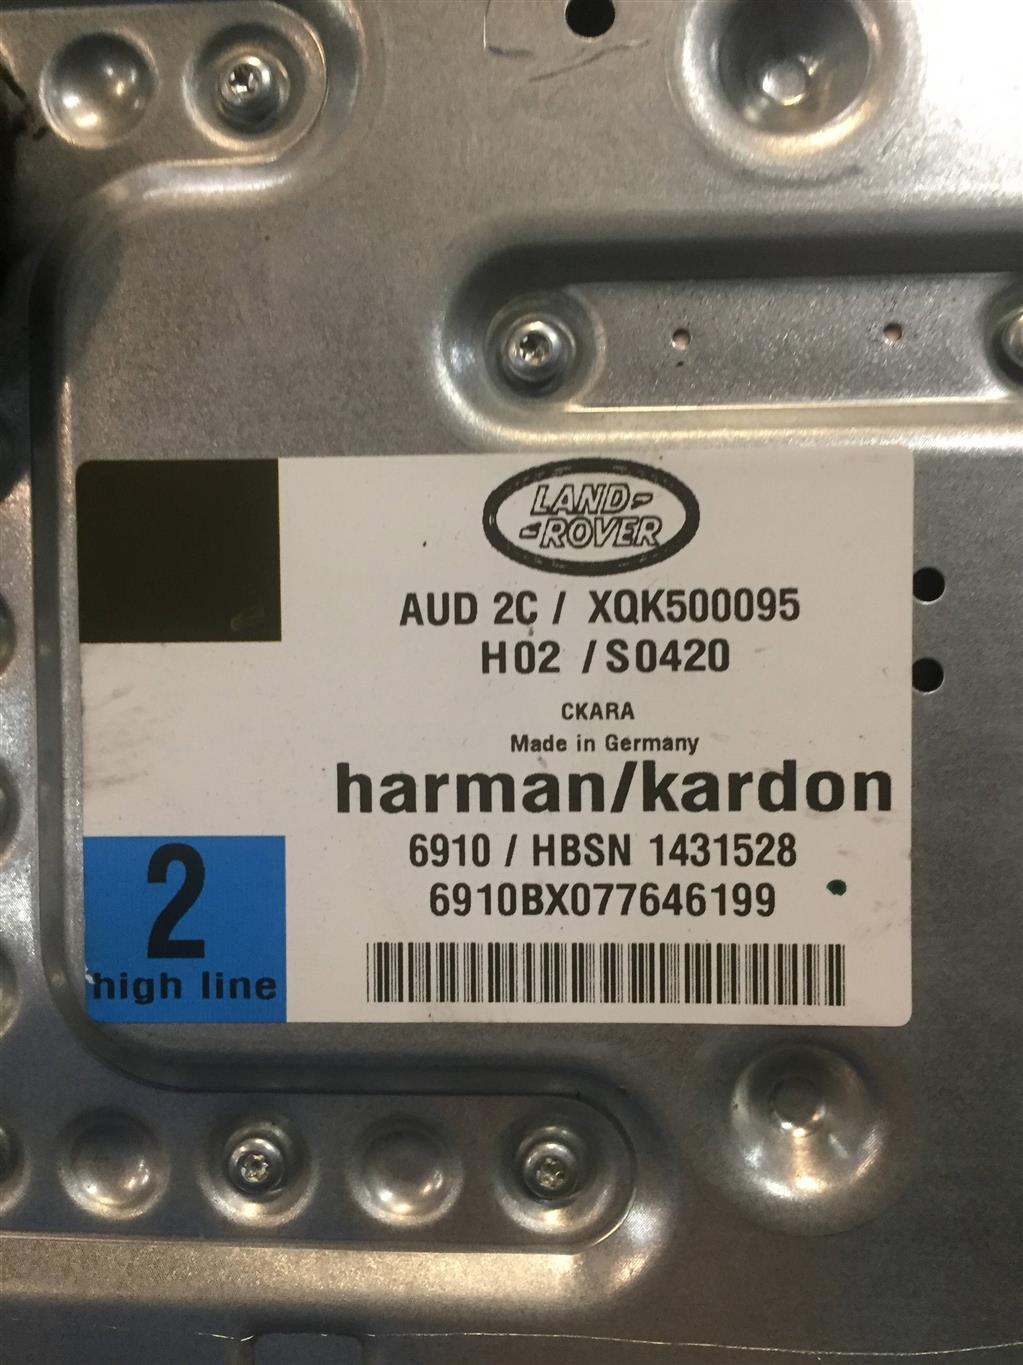 LAND-
-ROVER
AUD 2C / XQK500095
H02 /S0420
CKARA
Made in Germany
harman/kardon
6910 / HBSN 1431528
6910BX077646199
2
high line